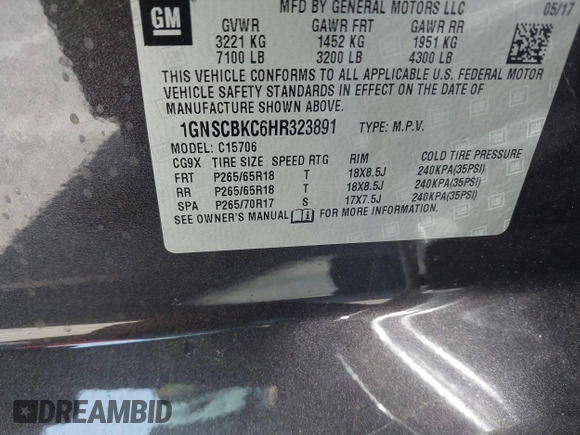 GM
MFD BY GENERAL MOTORS LLC 05/17
GVWR GAWR FRT GAWR RR
3221 KG 1452 KG 1951 KG
7100 LB 3200 LB 4300 LB
THIS VEHICLE CONFORMS TO ALL APPLICABLE U.S. FEDERAL MOTOR
VEHICLE SAFETY STANDARDS IN EFFECT ON THE DATE OF
MANUFACTURE SHOWN ABOVE.
1GNSCBKC6HR323891 TYPE: M.P.V.
MODEL: C15706
CG9X TIRE SIZE SPEED RTG RIM COLD TIRE PRESSURE
FRT P265/65R18 T 18X8.5J 240KPA(35PSI)
RR P265/65R18 T 18X8.5J 240KPA(35PSI)
SPA P265/70R17 S 17X7.5J 240KPA(35PSI)
SEE OWNER'S MANUAL FOR MORE INFORMATION.
DREAMBID